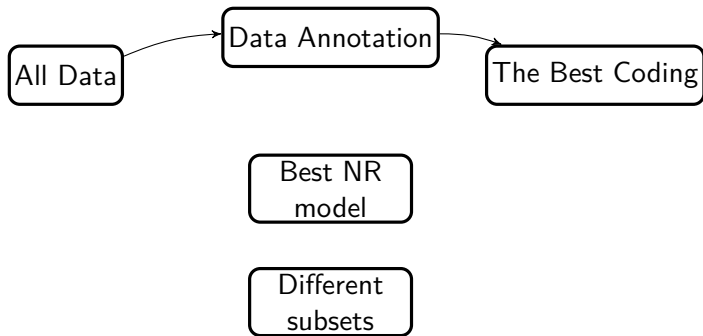 Data Annotation
All Data
The Best Coding
Best NR
model
Different
subsets